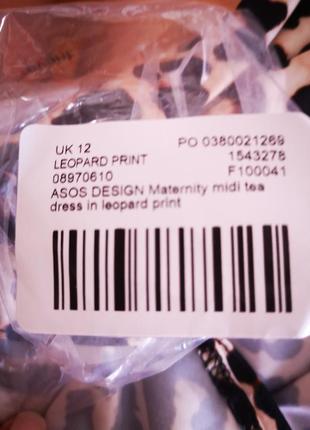 UK 12 PO 0380021269
LEOPARD PRINT 1543278
08970610 F100041
ASOS DESIGN Maternity midi tea
dress in leopard print